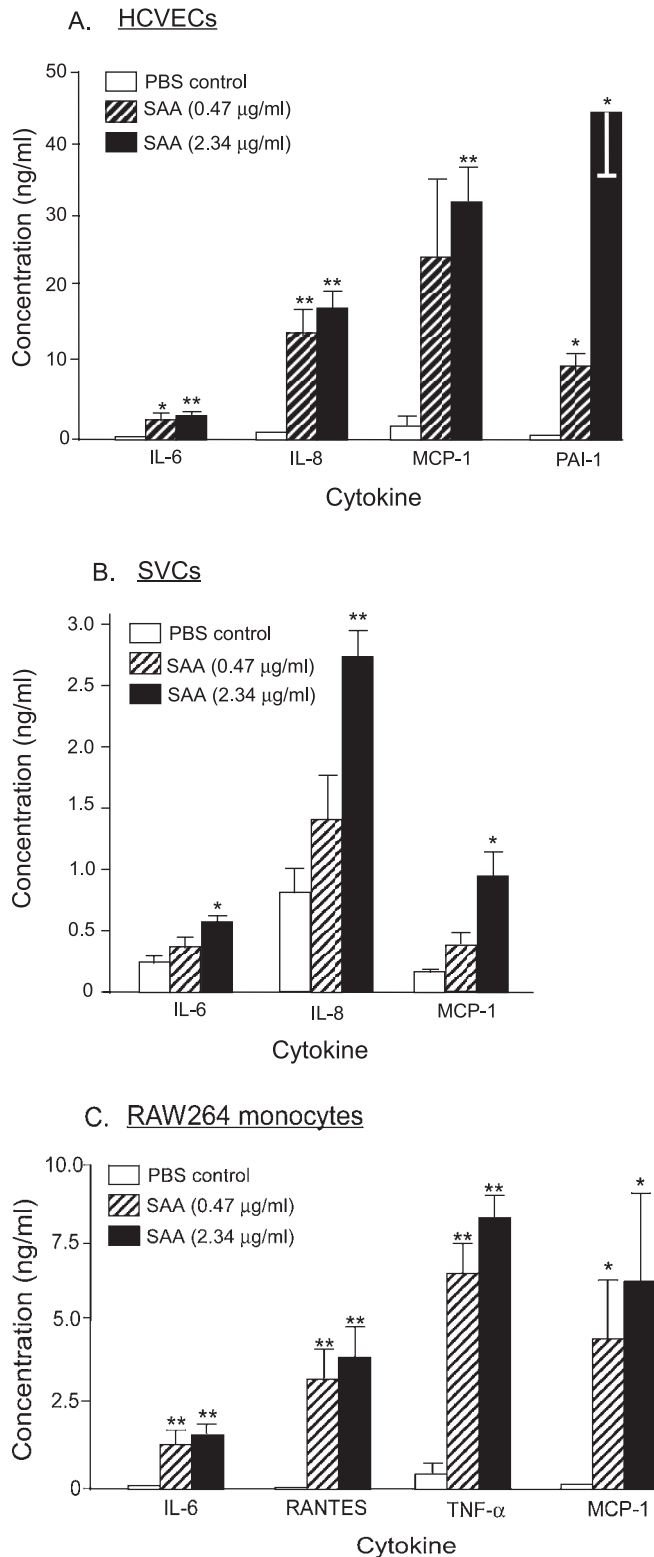 A. HCVECs
50
40
30
20
10
0
Concentration (ng/ml)
PBS control
SAA (0.47 μg/ml)
SAA (2.34 μg/ml)
*
**
**
**
**
*
*
IL-6 IL-8 MCP-1 PAI-1
Cytokine
B. SVCs
3.0
2.5
2.0
1.5
1.0
0.5
0
Concentration (ng/ml)
PBS control
SAA (0.47 μg/ml)
SAA (2.34 μg/ml)
*
**
*
IL-6 IL-8 MCP-1
Cytokine
C. RAW264 monocytes
10.0
7.5
5.0
2.5
0
Concentration (ng/ml)
PBS control
SAA (0.47 μg/ml)
SAA (2.34 μg/ml)
**
**
**
**
**
**
*
*
IL-6 RANTES TNF-α MCP-1
Cytokine